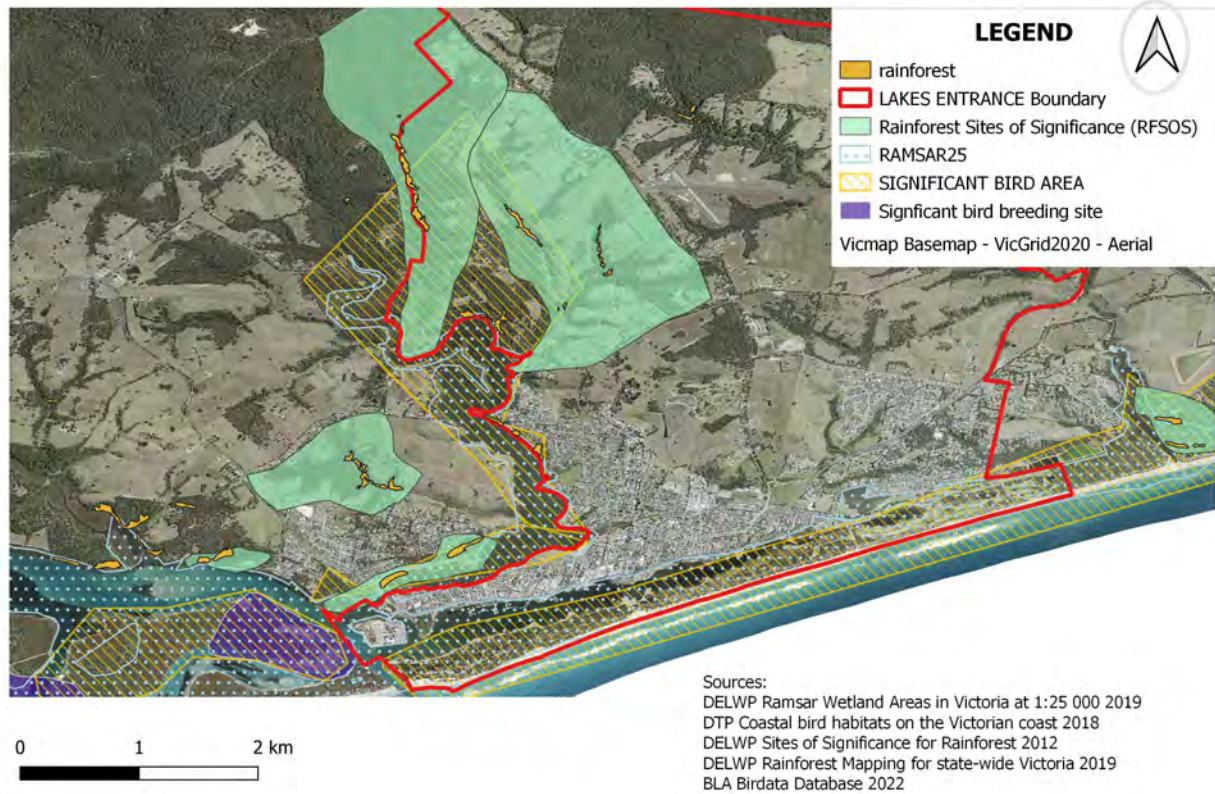 LEGEND
rainforest
LAKES ENTRANCE Boundary
Rainforest Sites of Significance (RFSOS)
RAMSAR25
SIGNIFICANT BIRD AREA
Signficant bird breeding site
Vicmap Basemap - VicGrid2020 - Aerial
Sources:
DELWP Ramsar Wetland Areas in Victoria at 1:25 000 2019
DTP Coastal bird habitats on the Victorian coast 2018
DELWP Sites of Significance for Rainforest 2012
DELWP Rainforest Mapping for state-wide Victoria 2019
BLA Birdata Database 2022
0 1 2 km